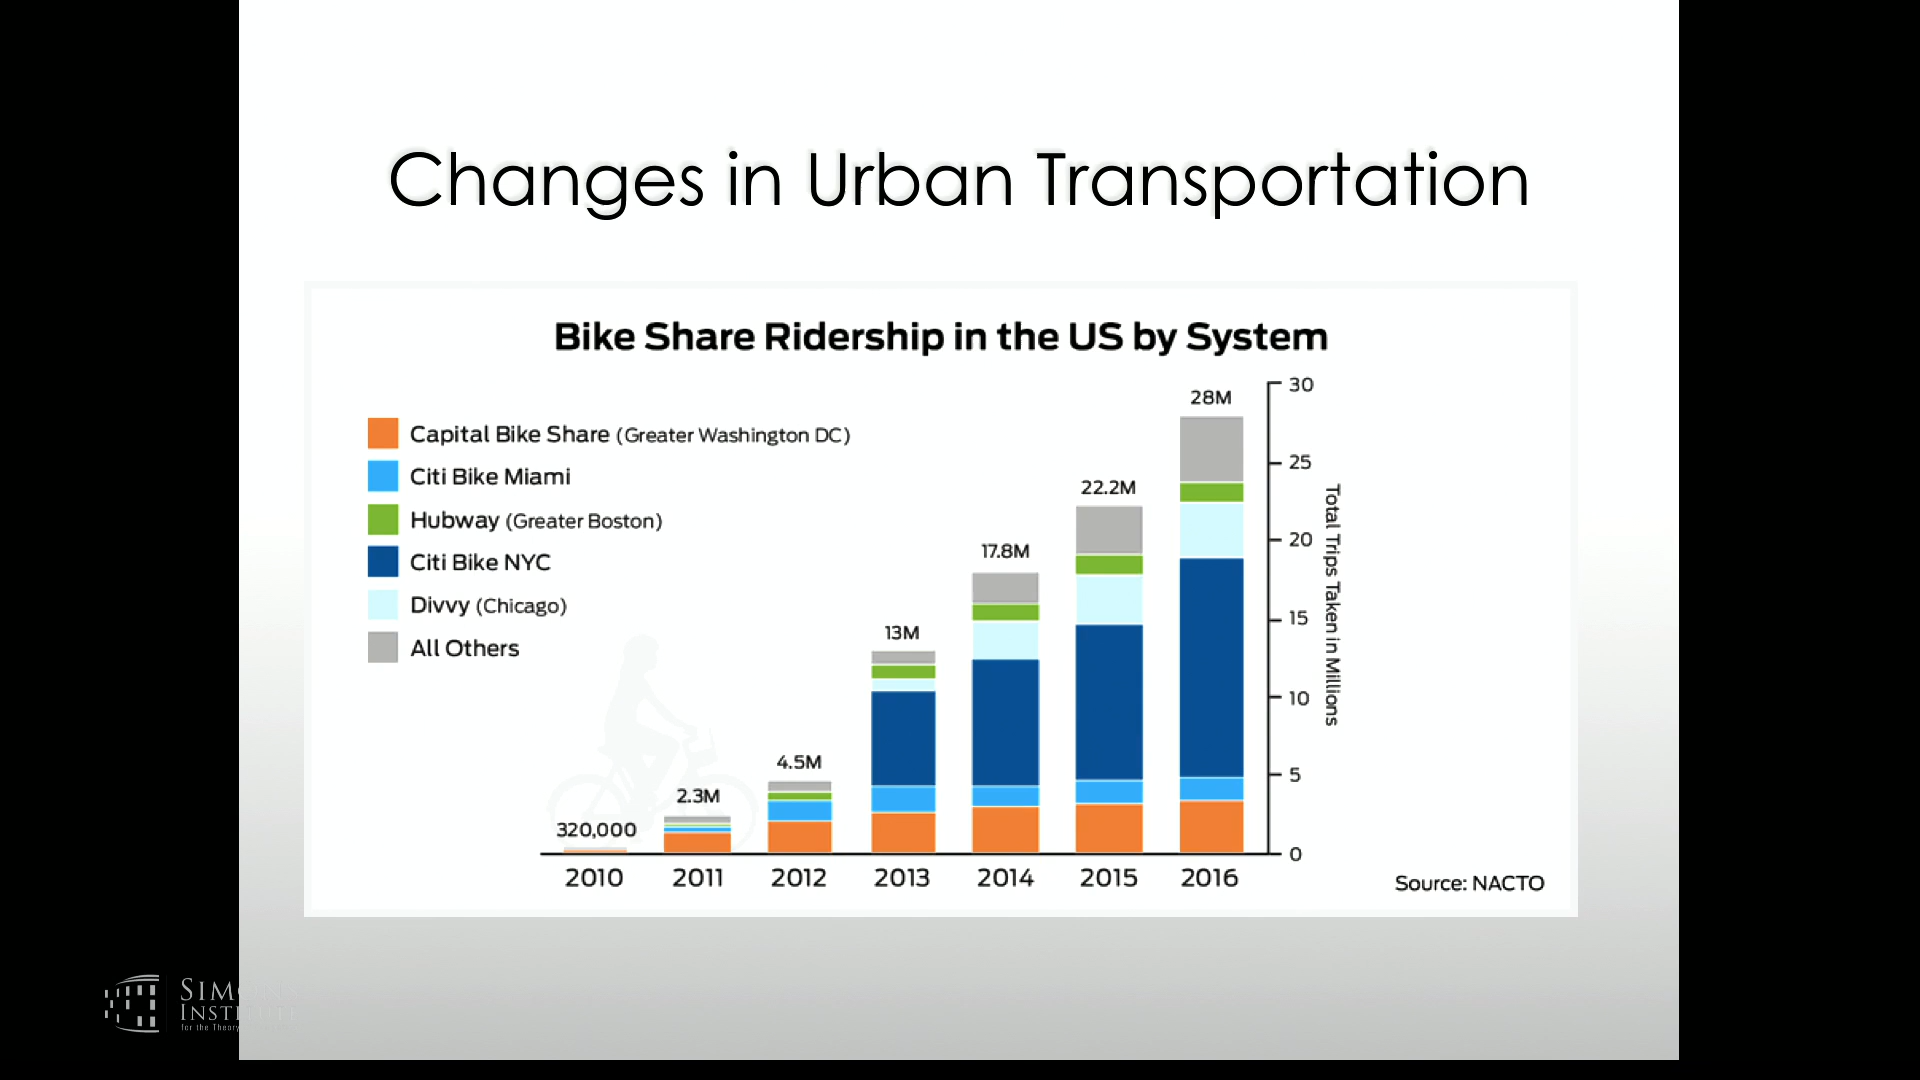 Changes in Urban Transportation
Bike Share Ridership in the US by System
Capital Bike Share (Greater Washington DC)
Citi Bike Miami
Hubway (Greater Boston)
Citi Bike NYC
Divvy (Chicago)
All Others
320,000
2.3M
4.5M
13M
17.8M
22.2M
28M
30
25
20
15
10
5
0
Total Trips Taken in Millions
2010 2011 2012 2013 2014 2015 2016
Source: NACTO
for the Theory